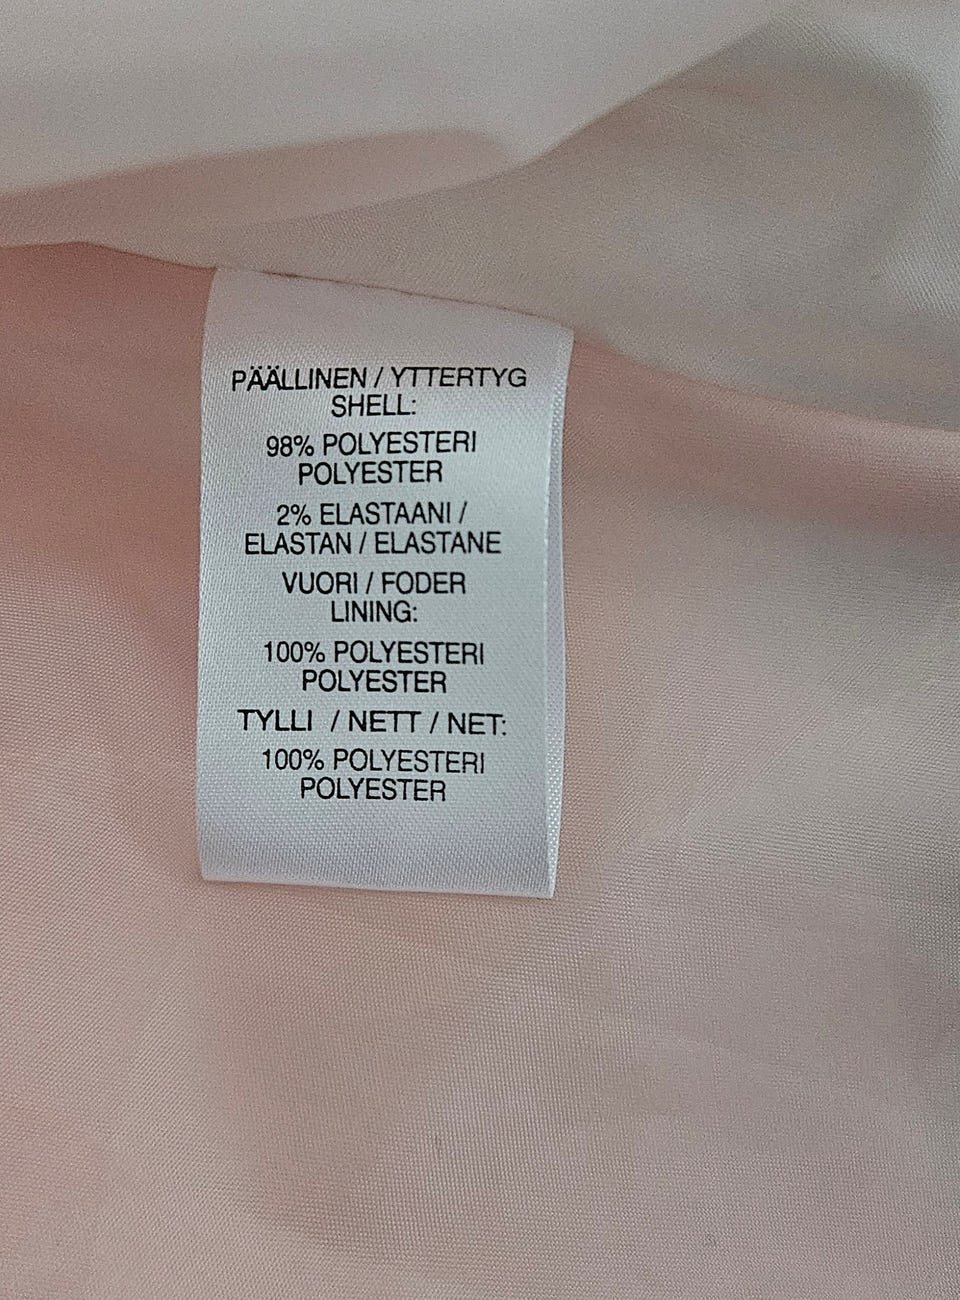 PÄÄLLINEN / YTTERTYG
SHELL:
98% POLYESTERI
POLYESTER
2% ELASTAANI /
ELASTAN / ELASTANE
VUORI / FODER
LINING:
100% POLYESTERI
POLYESTER
TYLLI / NETT / NET:
100% POLYESTERI
POLYESTER